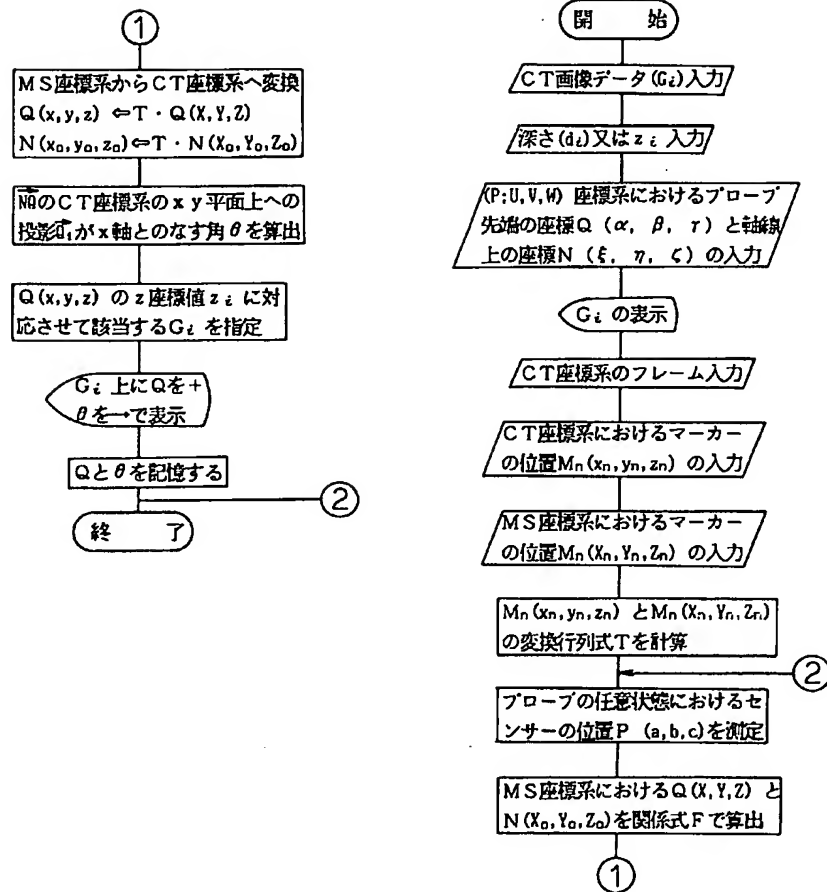 開 始
CT画像データ(Gi)入力
深さ(di)又はzi入力
(P:U,V,W)座標系におけるプローブ
先端の座標Q(α, β, γ)と軸線
上の座標N(ξ, η, ζ)の入力
Giの表示
CT座標系のフレーム入力
CT座標系におけるマーカー
の位置Mn(xn,yn,zn)の入力
MS座標系におけるマーカー
の位置Mn(Xn,Yn,Zn)の入力
Mn(xn,yn,zn)とMn(Xn,Yn,Zn)
の変換行列式Tを計算
②
プローブの任意状態におけるセ
ンサーの位置P (a,b,c)を測定
MS座標系におけるQ(X,Y,Z)と
N(X0,Y0,Z0)を関係式Fで算出
①
①
MS座標系からCT座標系へ変換
Q(x,y,z)⇐T・Q(X,Y,Z)
N(x0,y0,z0)⇐T・N(X0,Y0,Z0)
NQのCT座標系のxy平面上への
投影 がx軸とのなす角θを算出
Q(x,y,z)のz座標値ziに対
応させて該当するGiを指定
Gi上にQを+
θを→で表示
Qとθを記憶する
②
終 了